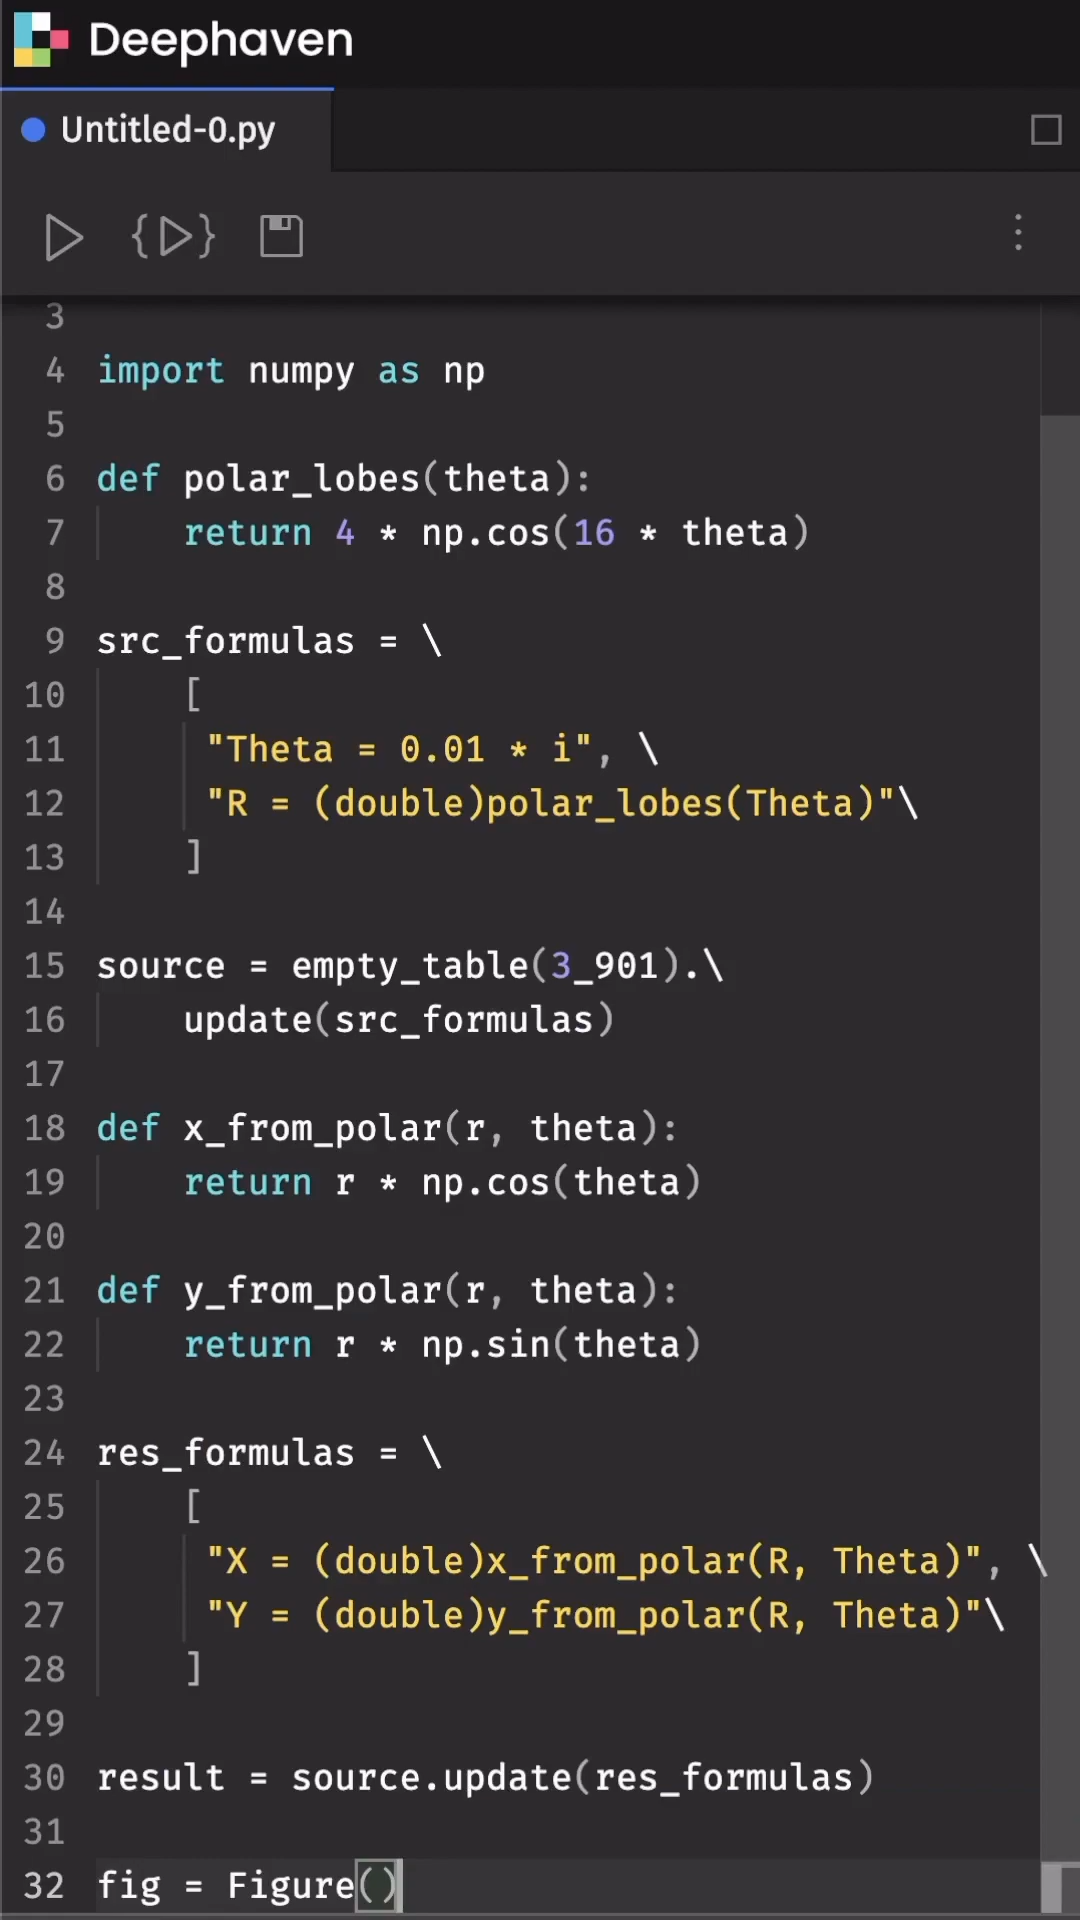 Deephaven
Untitled-0.py
3
4 import numpy as np
5
6 def polar_lobes(theta):
7     return 4 * np.cos(16 * theta)
8
9 src_formulas = \
10     [
11      "Theta = 0.01 * i", \
12      "R = (double)polar_lobes(Theta)"\
13     ]
14
15 source = empty_table(3_901).\
16     update(src_formulas)
17
18 def x_from_polar(r, theta):
19     return r * np.cos(theta)
20
21 def y_from_polar(r, theta):
22     return r * np.sin(theta)
23
24 res_formulas = \
25     [
26      "X = (double)x_from_polar(R, Theta)", \
27      "Y = (double)y_from_polar(R, Theta)"\
28     ]
29
30 result = source.update(res_formulas)
31
32 fig = Figure()